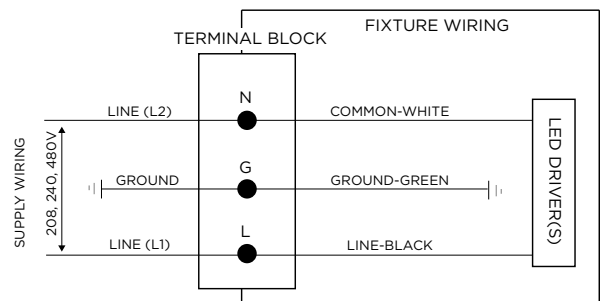 FIXTURE WIRING
TERMINAL BLOCK
N
LINE (L2)
COMMON-WHITE
SUPPLY WIRING
208, 240, 480V
G
GROUND
GROUND-GREEN
LED DRIVER(S)
L
LINE (L1)
LINE-BLACK